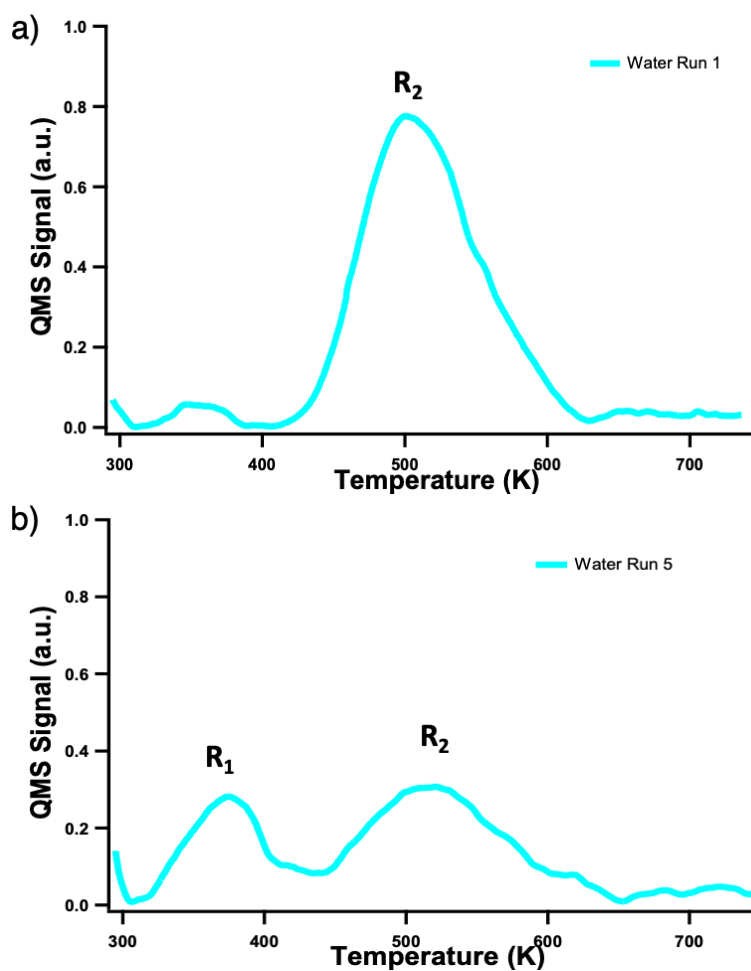 a)
1.0
0.8
0.6
0.4
0.2
0.0
QMS Signal (a.u.)
R₂
Water Run 1
300 400 500 600 700
Temperature (K)
b)
1.0
0.8
0.6
0.4
0.2
0.0
QMS Signal (a.u.)
Water Run 5
R₁
R₂
300 400 500 600 700
Temperature (K)